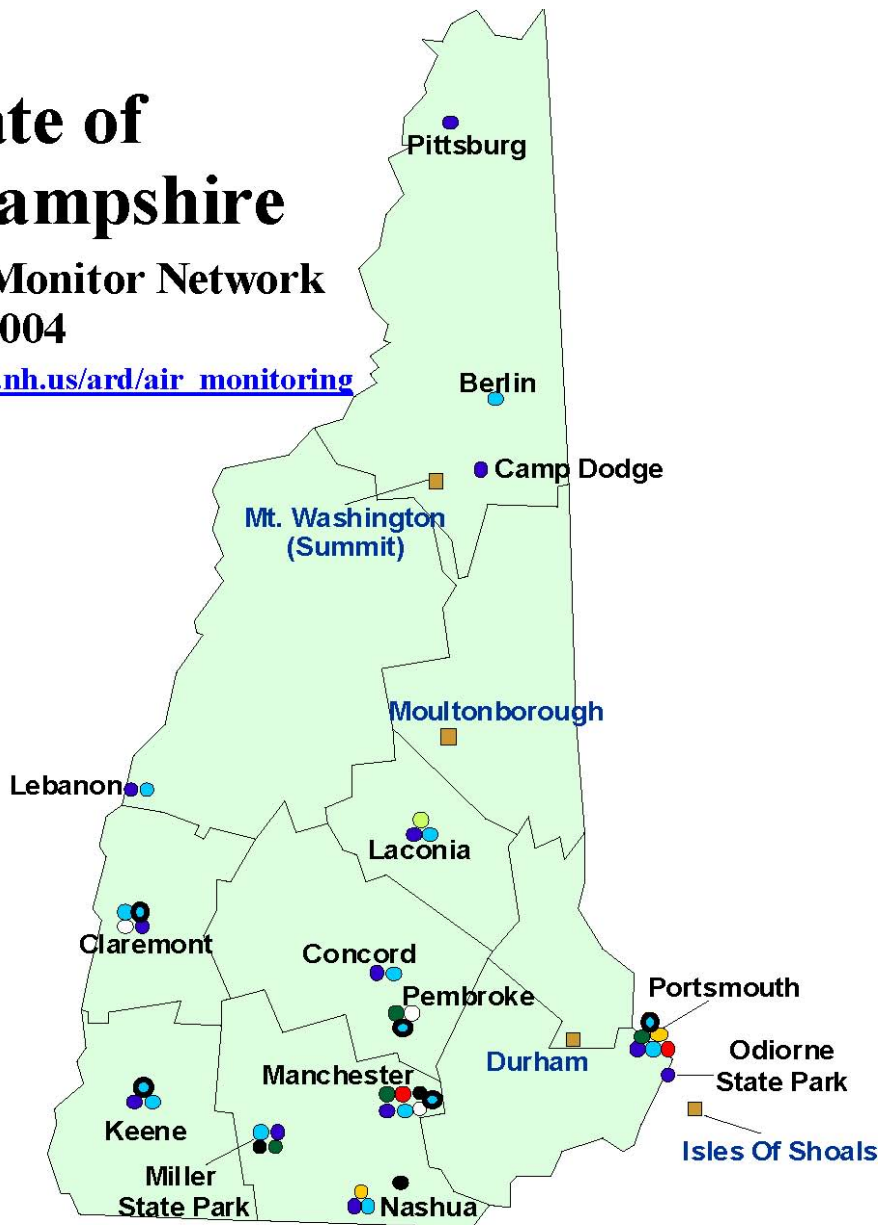 ate of
ampshire
Monitor Network
004
.nh.us/ard/air_monitoring
Pittsburg
Berlin
Camp Dodge
Mt. Washington
(Summit)
Moultonborough
Lebanon
Laconia
Claremont
Concord
Pembroke
Portsmouth
Durham
Odiorne
State Park
Manchester
Keene
Isles Of Shoals
Miller
State Park
Nashua